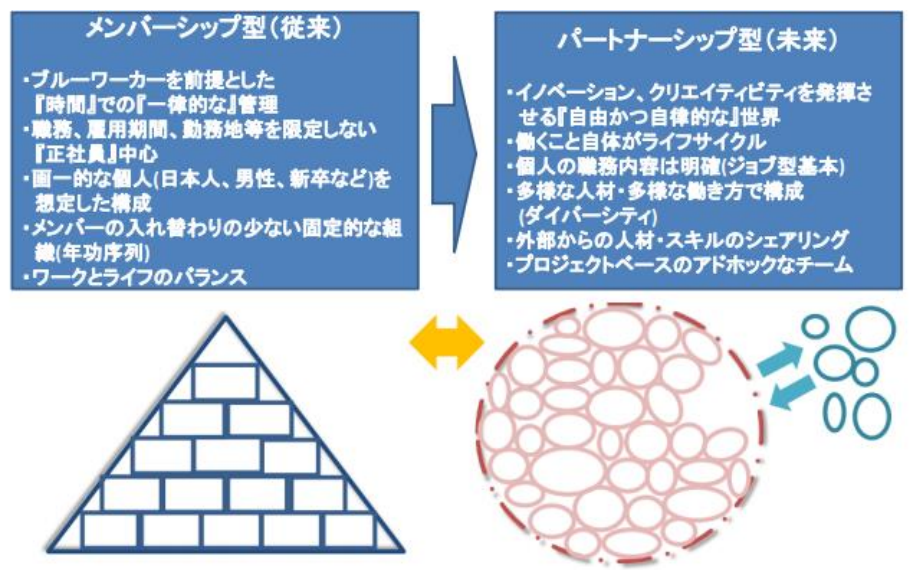 メンバーシップ型(従来)
・ブルーワーカーを前提とした
『時間』での『一律的な』管理
・職務、雇用期間、勤務地等を限定しない
『正社員』中心
・画一的な個人(日本人、男性、新卒など)を
想定した構成
・メンバーの入れ替わりの少ない固定的な組
織(年功序列)
・ワークとライフのバランス
パートナーシップ型(未来)
・イノベーション、クリエイティビティを発揮さ
せる『自由かつ自律的な』世界
・働くこと自体がライフサイクル
・個人の職務内容は明確(ジョブ型基本)
・多様な人材・多様な働き方で構成
(ダイバーシティ)
・外部からの人材・スキルのシェアリング
・プロジェクトベースのアドホックなチーム